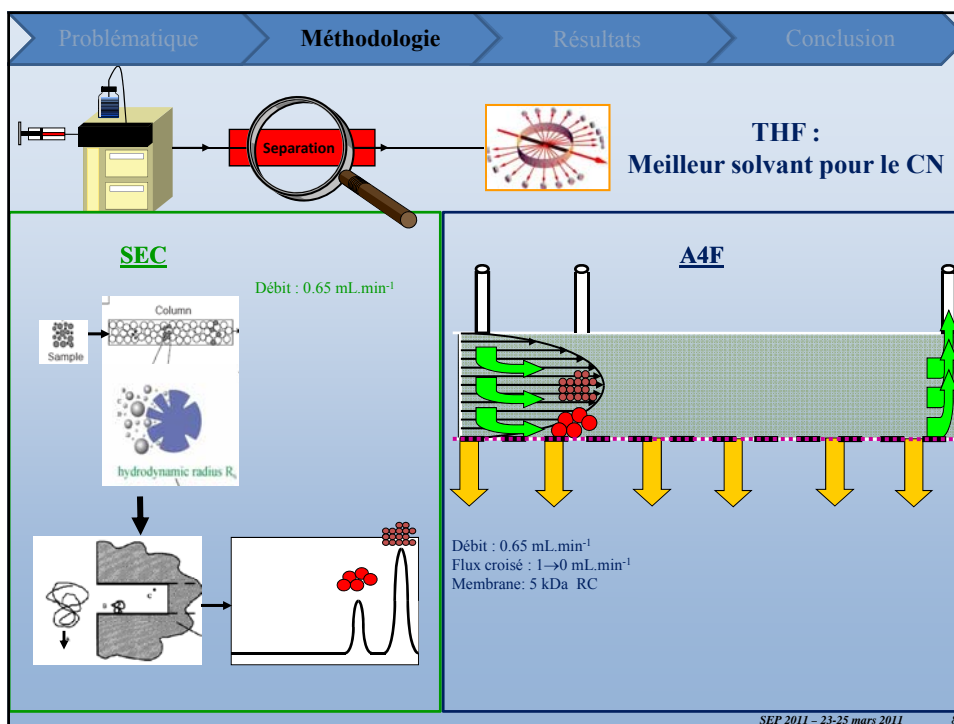 Problématique
Méthodologie
Résultats
Conclusion
Separation
THF :
Meilleur solvant pour le CN
SEC
Débit : 0.65 mL.min⁻¹
Column
Sample
hydrodynamic radius Rₕ
A4F
Débit : 0.65 mL.min⁻¹
Flux croisé : 1→0 mL.min⁻¹
Membrane: 5 kDa RC
SEP 2011 – 23-25 mars 2011